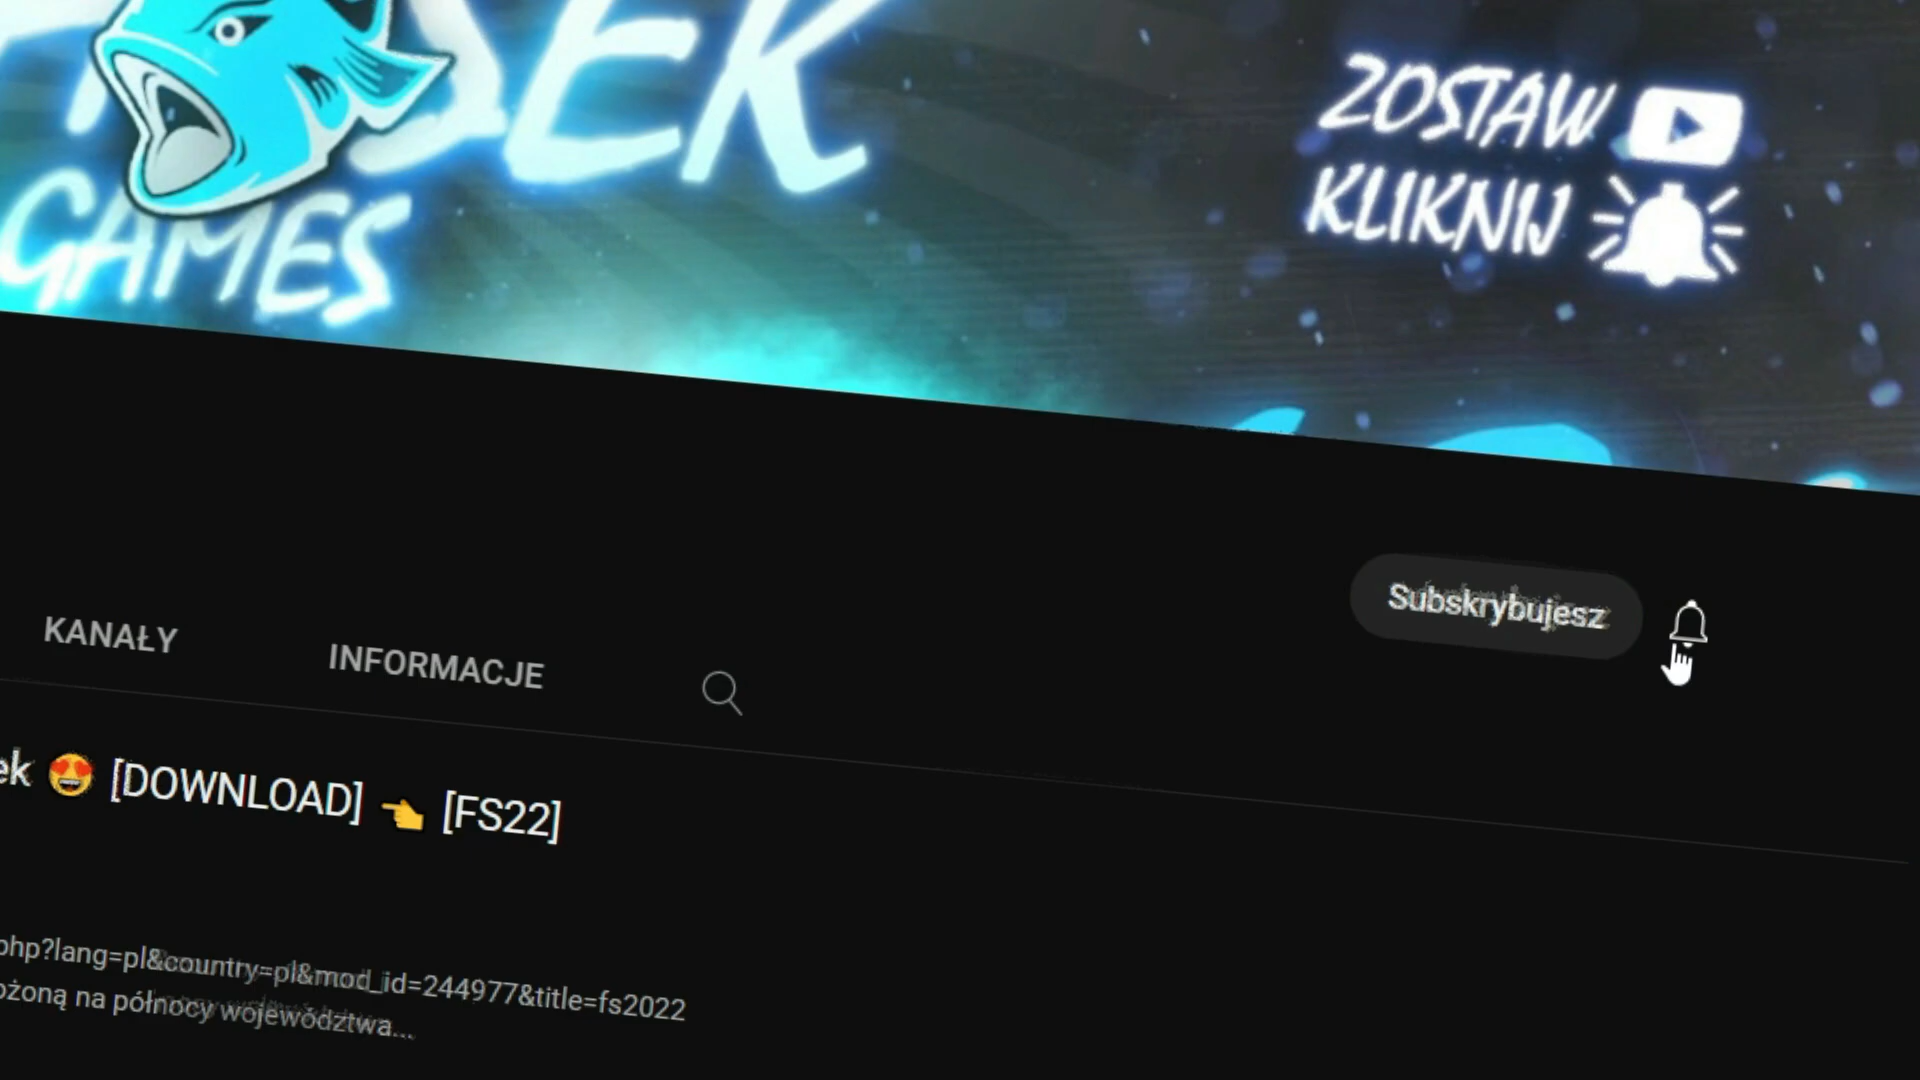 SEK
GAMES
ZOSTAW
KLIKNIJ
Subskrybujesz
KANAŁY
INFORMACJE
ek 😍 [DOWNLOAD] 👈 [FS22]
php?lang=pl&country=pl&mod_id=244977&title=fs2022
ożoną na północy województwa...